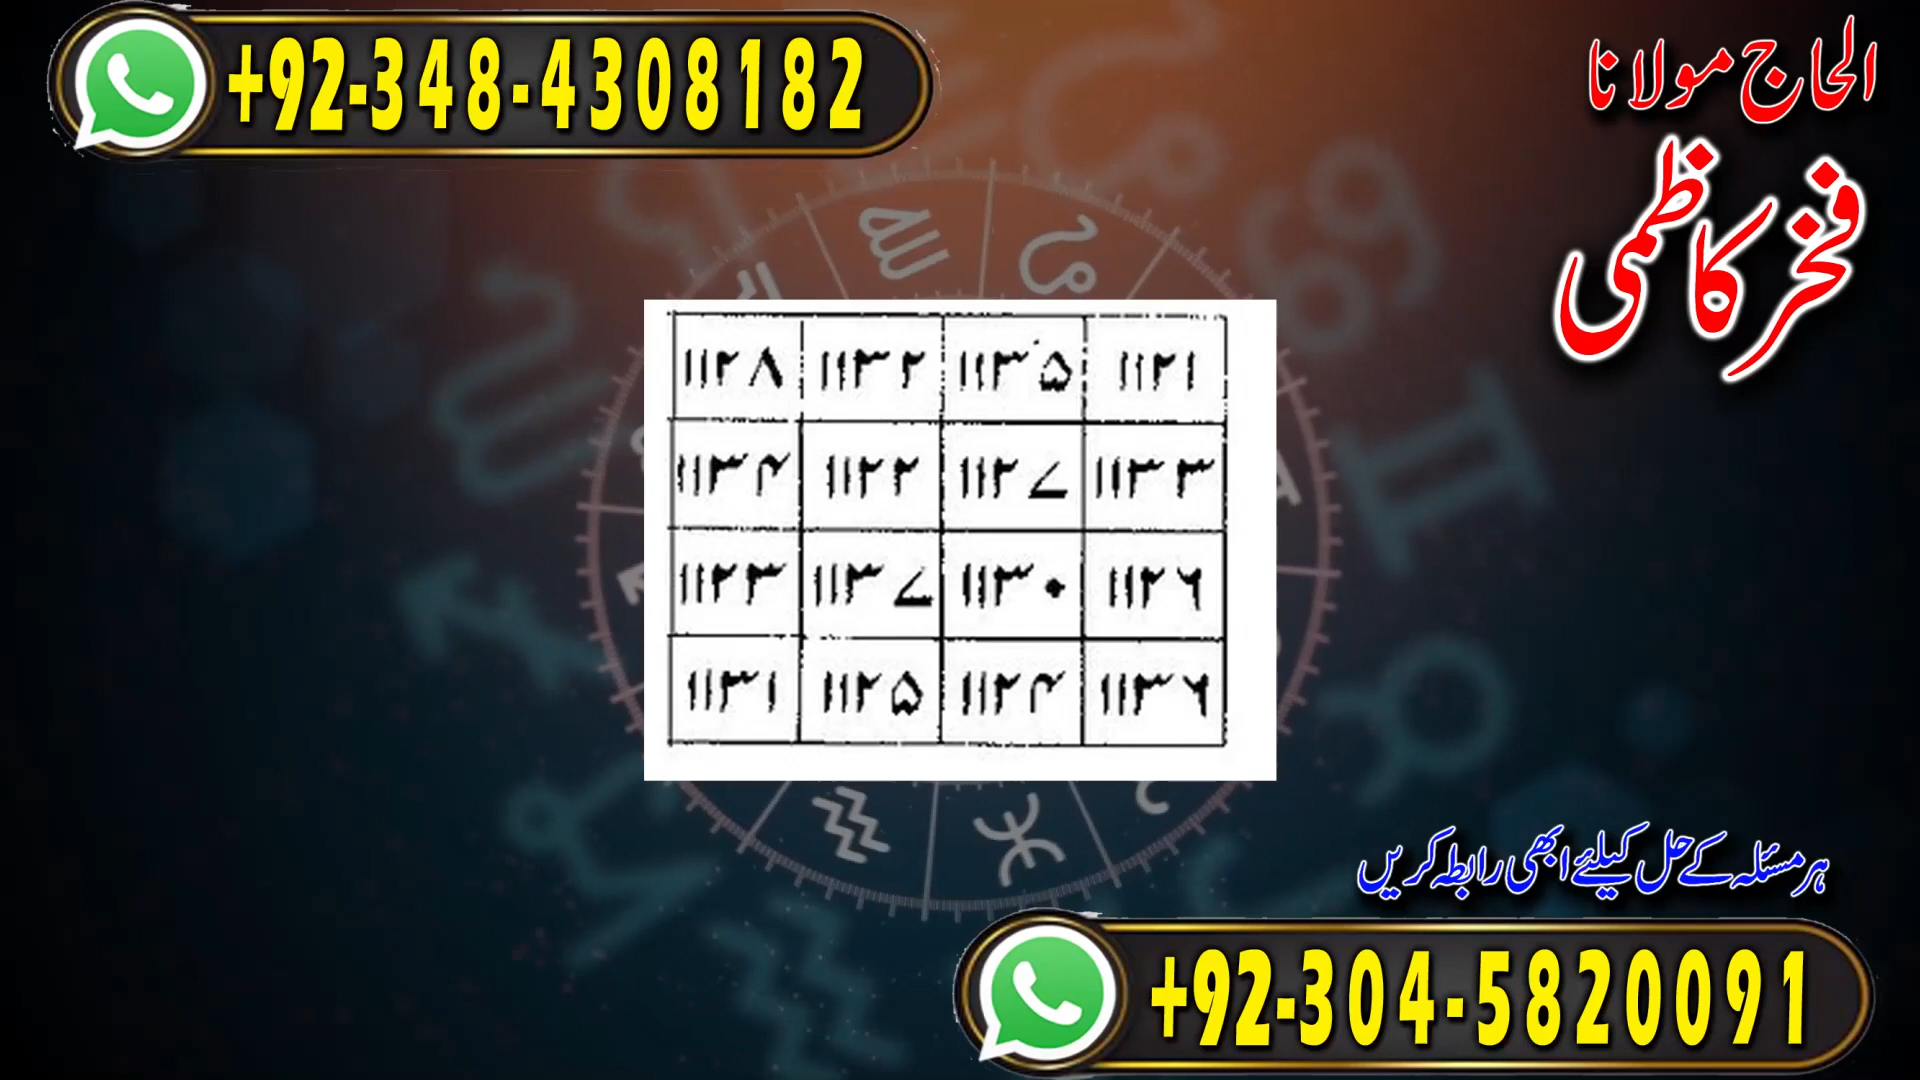 +92-348-4308182
الحاج مولانا
فخر کاظمی
۱۱۲۸ ۱۱۳۲ ۱۱۳۵ ۱۱۲۱
۱۱۳۴ ۱۱۲۲ ۱۱۲۷ ۱۱۳۳
۱۱۲۳ ۱۱۳۷ ۱۱۳۰ ۱۱۲۶
۱۱۳۱ ۱۱۲۵ ۱۱۲۴ ۱۱۳۶
ہر مسئلہ کے حل کیلئے ابھی رابطہ کریں
+92-304-5820091